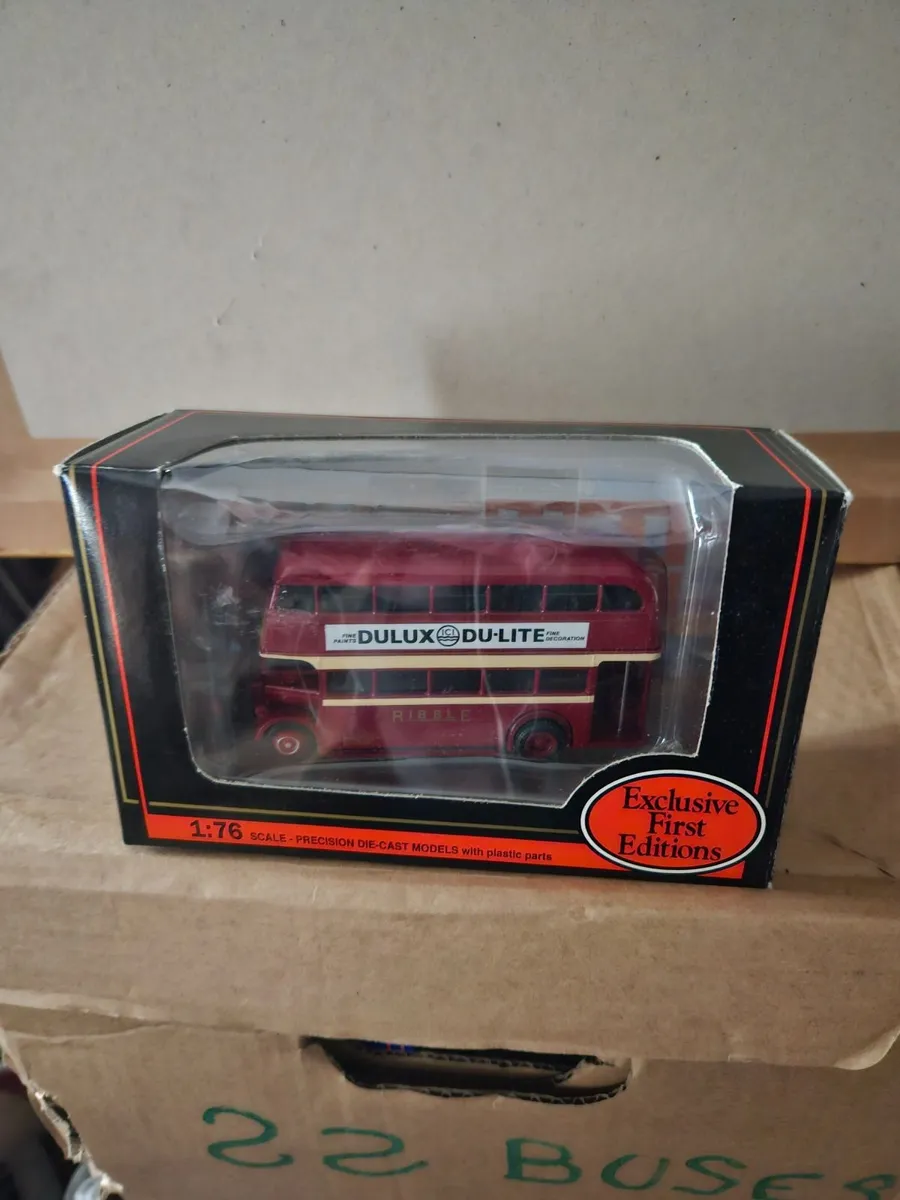 FINE PAINTS DULUX ICI DU-LITE FINE DECORATION
RIBBLE
1:76 SCALE - PRECISION DIE-CAST MODELS with plastic parts
Exclusive
First
Editions
22 BUSES